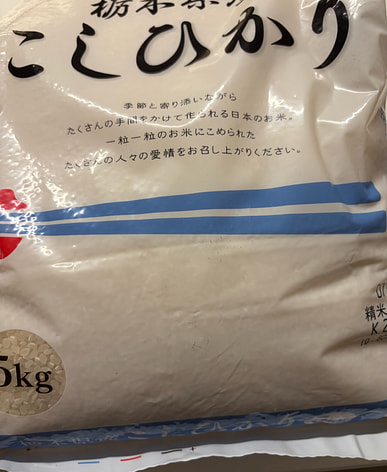 栃木県
こしひかり
季節と寄り添いながら
たくさんの手間をかけて作られる日本のお米。
一粒一粒のお米にこめられた
たくさんの人々の愛情をお召し上がりください。
精米
5kg